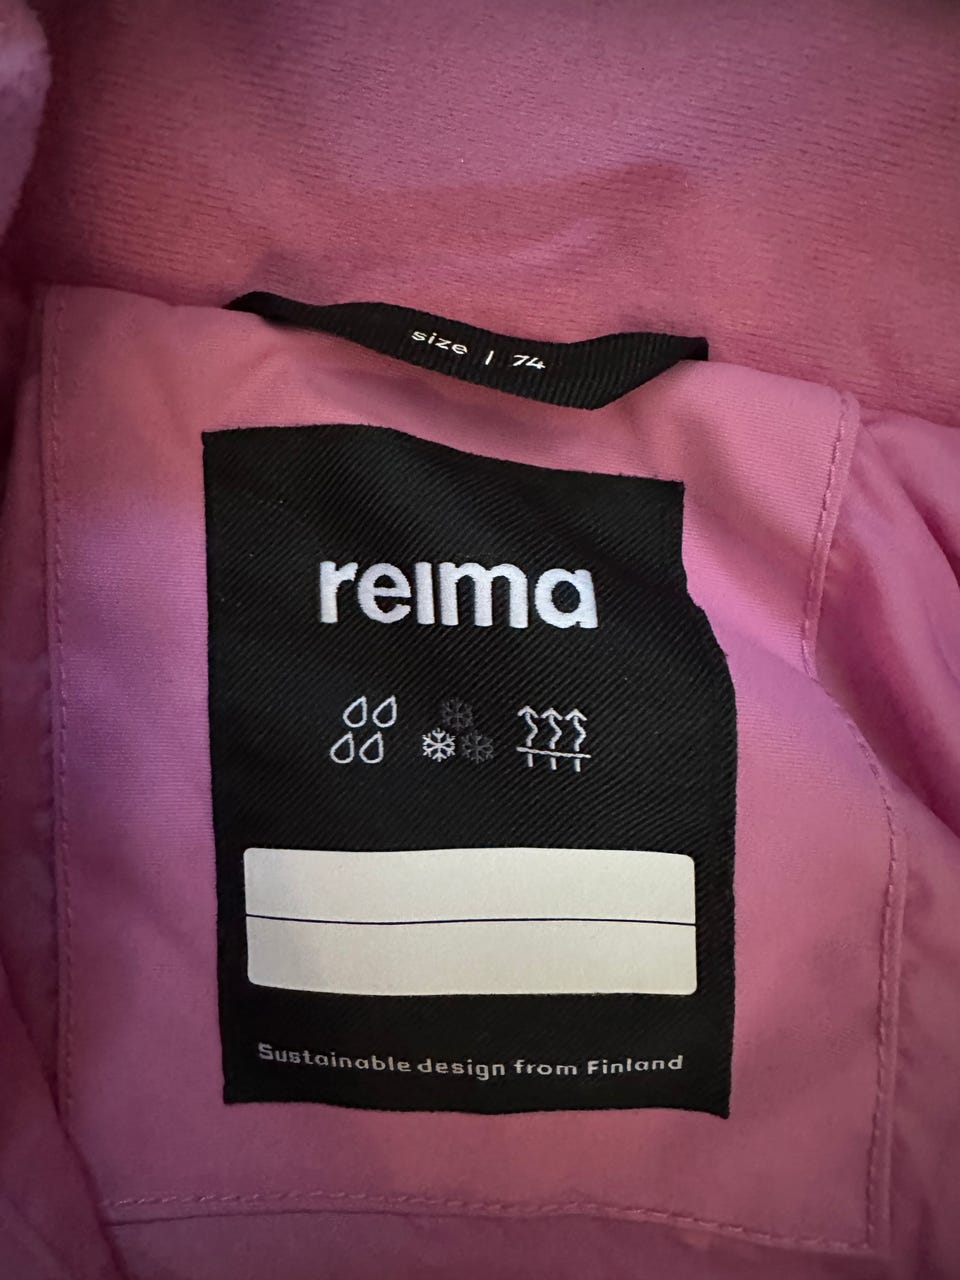 size | 74
reima
Sustainable design from Finland